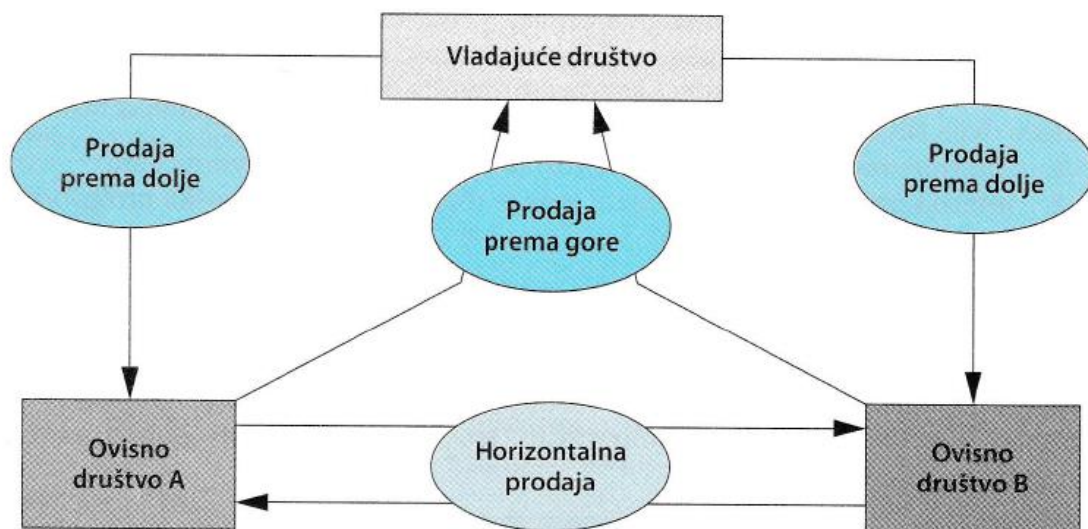 Vladajuće društvo
Prodaja
prema dolje
Prodaja
prema dolje
Prodaja
prema gore
Ovisno
društvo A
Horizontalna
prodaja
Ovisno
društvo B